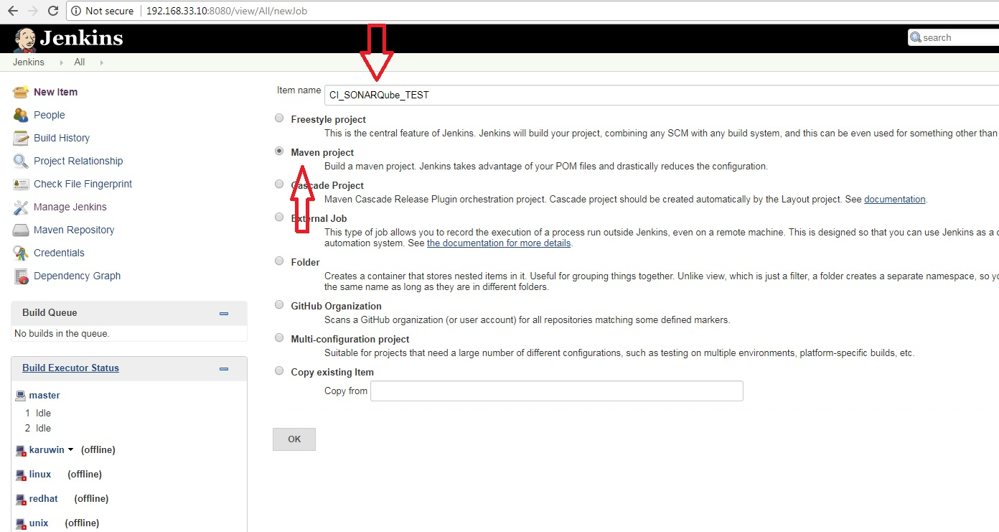 Not secure | 192.168.33.10:8080/view/All/newJob
Jenkins
search
Jenkins
All
New Item
People
Build History
Project Relationship
Check File Fingerprint
Manage Jenkins
Maven Repository
Credentials
Dependency Graph
Build Queue
No builds in the queue.
Build Executor Status
master
1 Idle
2 Idle
karuwin (offline)
linux (offline)
redhat (offline)
unix (offline)
Item name CI_SONARQube_TEST
Freestyle project
This is the central feature of Jenkins. Jenkins will build your project, combining any SCM with any build system, and this can be even used for something other than
Maven project
Build a maven project. Jenkins takes advantage of your POM files and drastically reduces the configuration.
Cascade Project
Maven Cascade Release Plugin orchestration project. Cascade project should be created automatically by the Layout project. See documentation.
External Job
This type of job allows you to record the execution of a process run outside Jenkins, even on a remote machine. This is designed so that you can use Jenkins as a
automation system. See the documentation for more details.
Folder
Creates a container that stores nested items in it. Useful for grouping things together. Unlike view, which is just a filter, a folder creates a separate namespace, so
the same name as long as they are in different folders.
GitHub Organization
Scans a GitHub organization (or user account) for all repositories matching some defined markers.
Multi-configuration project
Suitable for projects that need a large number of different configurations, such as testing on multiple environments, platform-specific builds, etc.
Copy existing Item
Copy from
OK